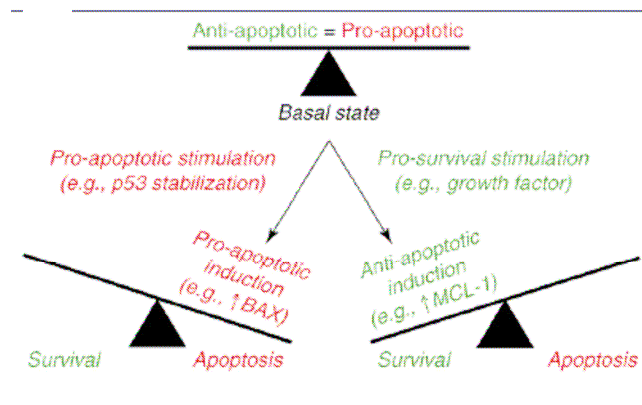 Anti-apoptotic = Pro-apoptotic
Basal state
Pro-apoptotic stimulation
(e.g., p53 stabilization)
Pro-survival stimulation
(e.g., growth factor)
Pro-apoptotic
induction
(e.g., ↑BAX)
Anti-apoptotic
induction
(e.g., ↑MCL-1)
Survival
Apoptosis
Survival
Apoptosis